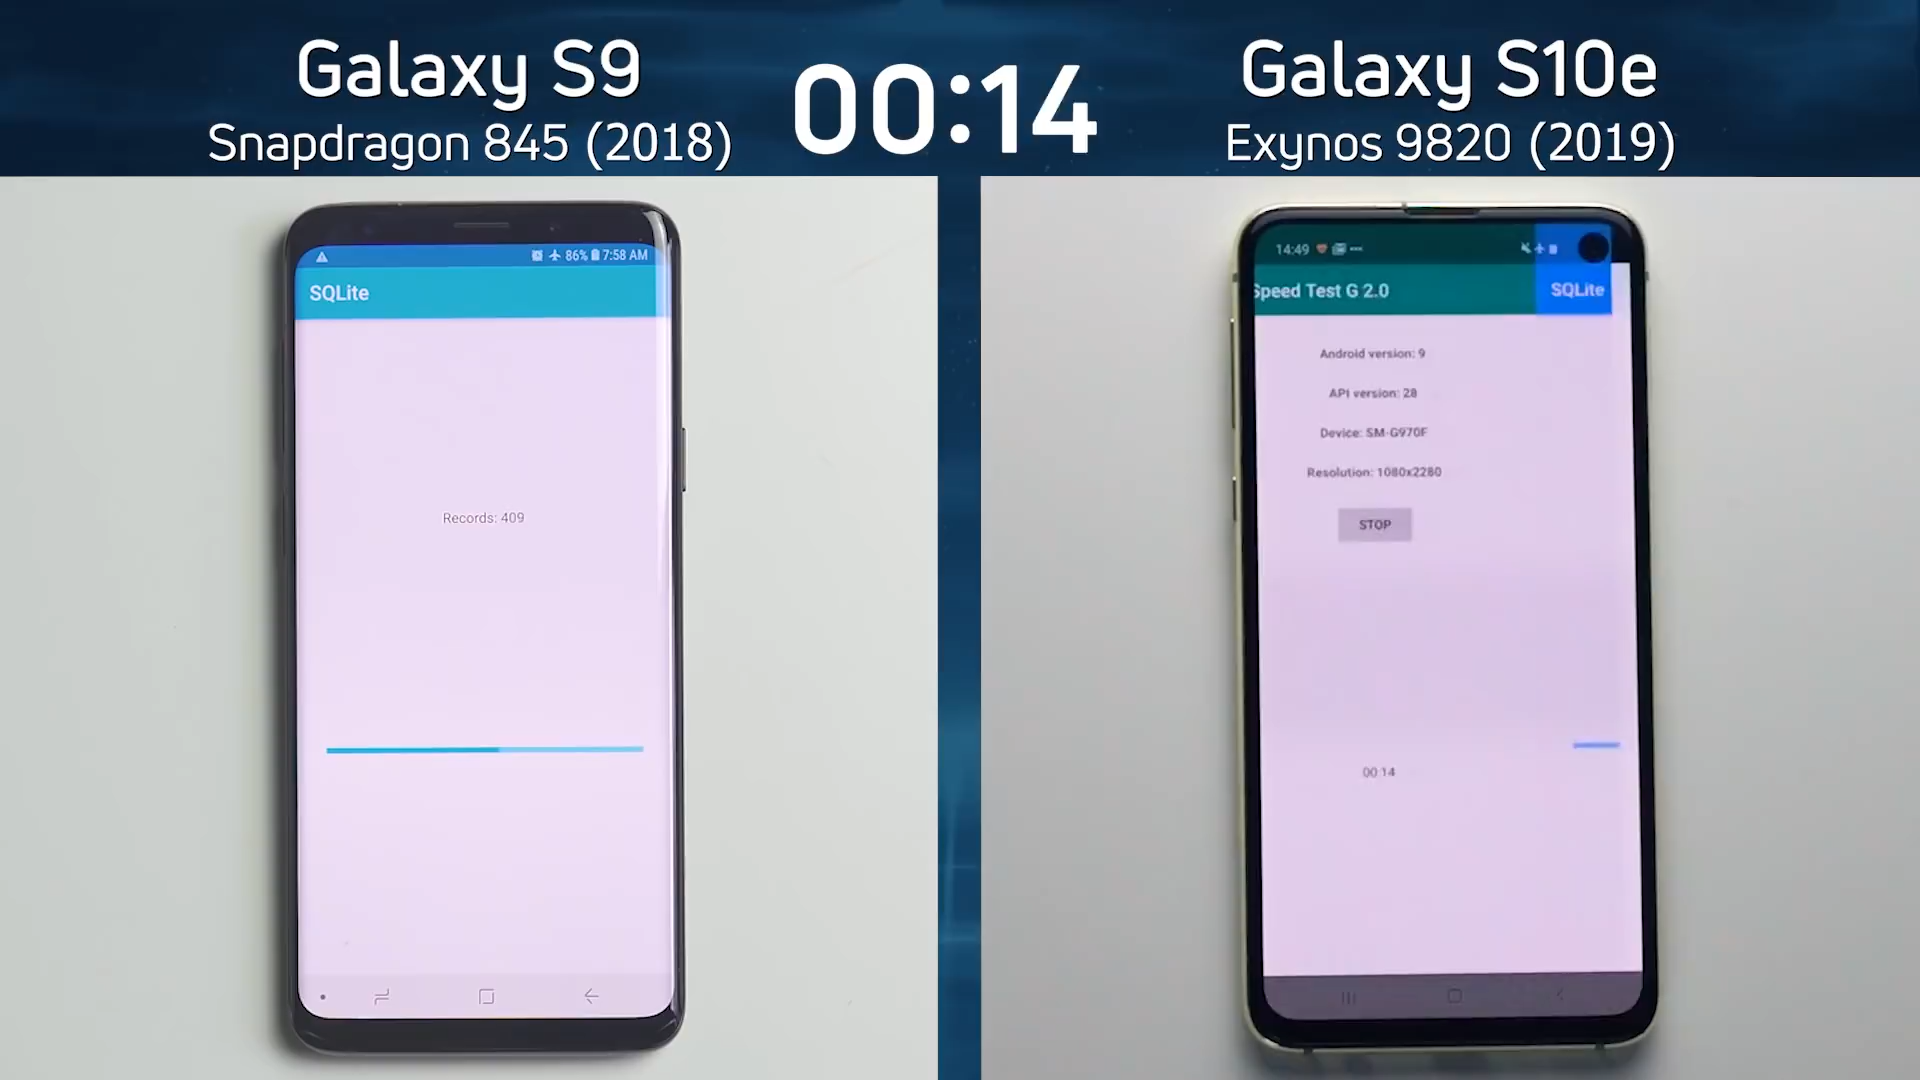 Galaxy S9
Snapdragon 845 (2018)
00:14
Galaxy S10e
Exynos 9820 (2019)
86% 7:58 AM
SQLite
Records: 409
14:49
Speed Test G 2.0
SQLite
Android version: 9
API version: 28
Device: SM-G970F
Resolution: 1080x2280
STOP
00:14